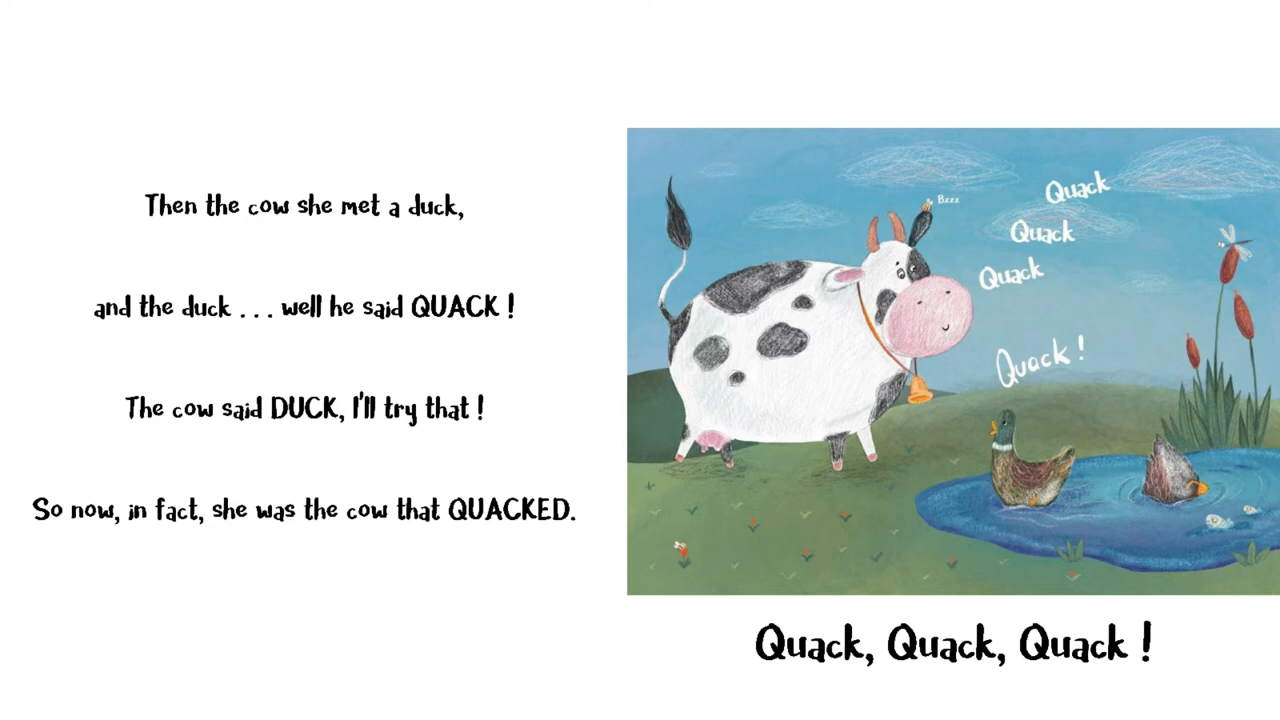 Then the cow she met a duck,
and the duck . . . well he said QUACK !
The cow said DUCK, I'll try that !
So now, in fact, she was the cow that QUACKED.
Bzzz
Quack
Quack
Quack
Quack !
Quack, Quack, Quack !